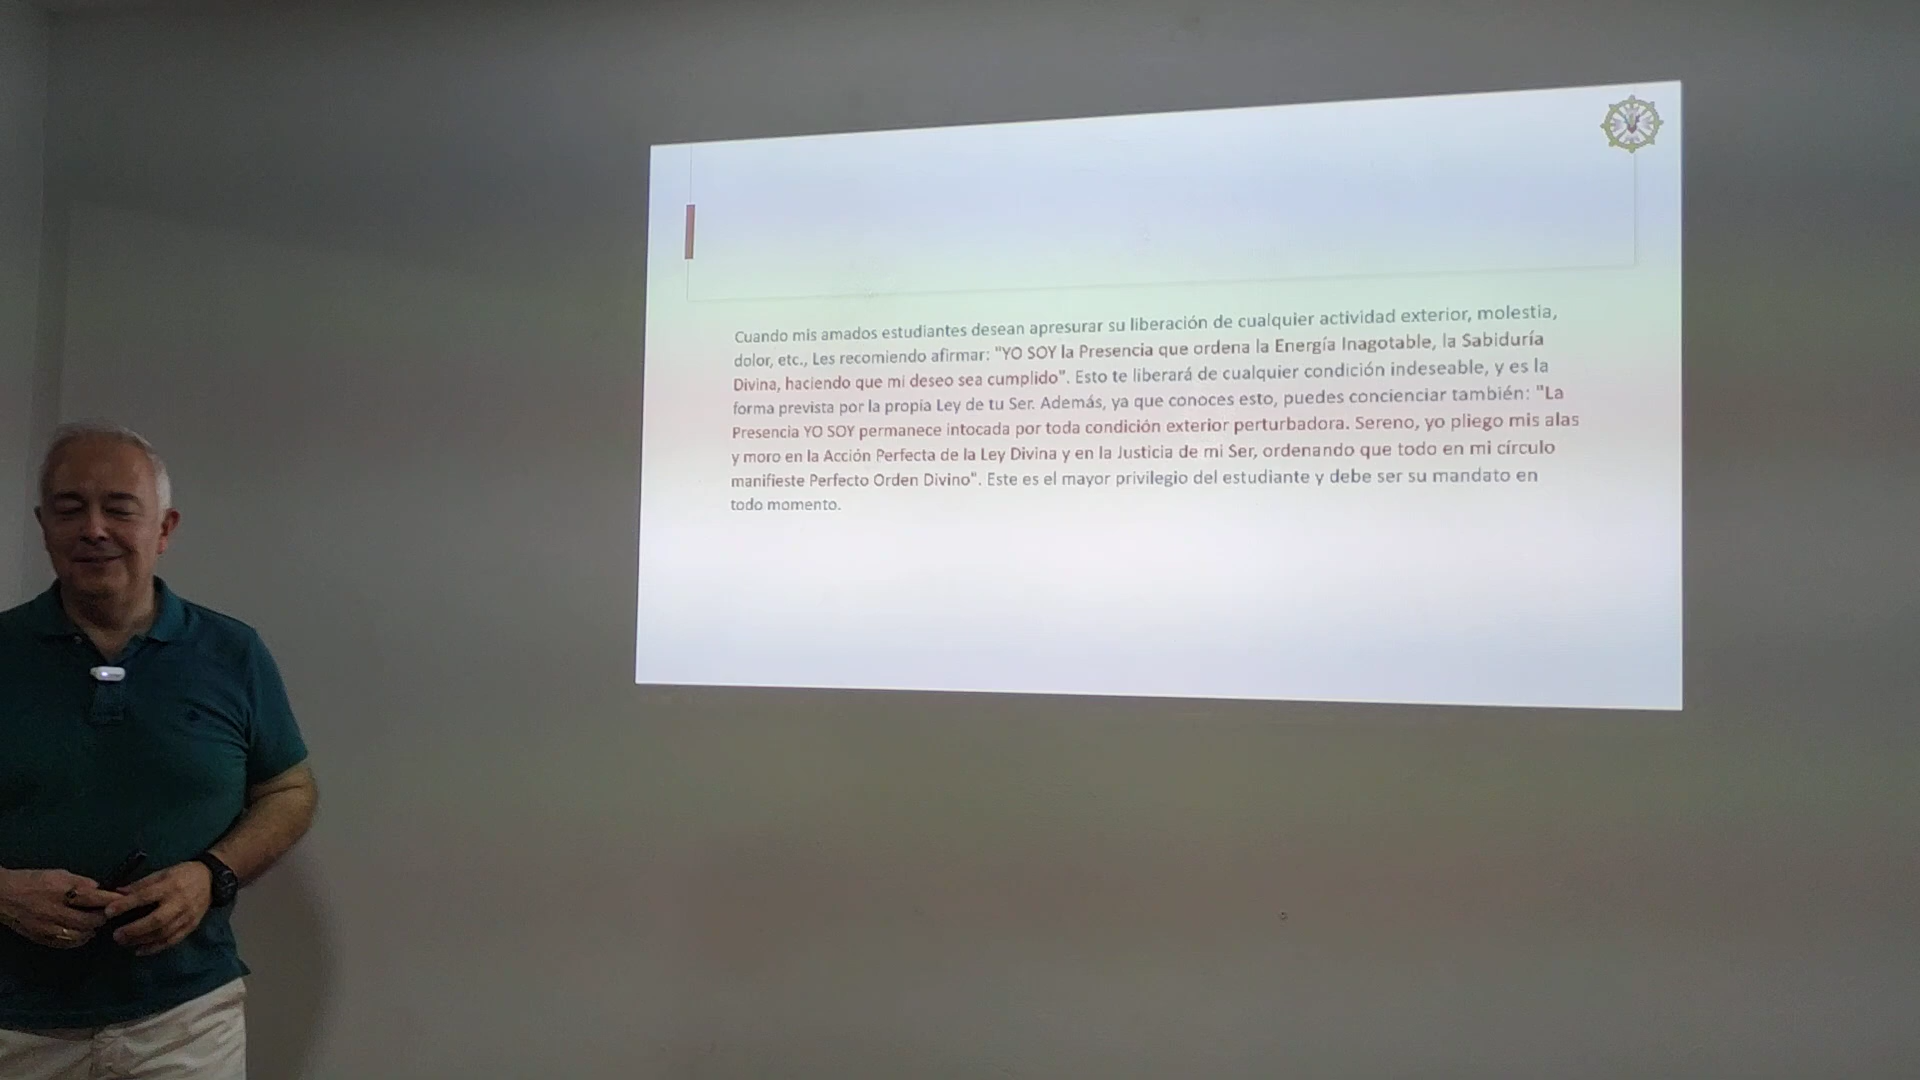 Cuando mis amados estudiantes desean apresurar su liberación de cualquier actividad exterior, molestia,
dolor, etc., Les recomiendo afirmar: "YO SOY la Presencia que ordena la Energía Inagotable, la Sabiduría
Divina, haciendo que mi deseo sea cumplido". Esto te liberará de cualquier condición indeseable, y es la
forma prevista por la propia Ley de tu Ser. Además, ya que conoces esto, puedes concienciar también: "La
Presencia YO SOY permanece intocada por toda condición exterior perturbadora. Sereno, yo pliego mis alas
y moro en la Acción Perfecta de la Ley Divina y en la Justicia de mi Ser, ordenando que todo en mi círculo
manifieste Perfecto Orden Divino". Este es el mayor privilegio del estudiante y debe ser su mandato en
todo momento.